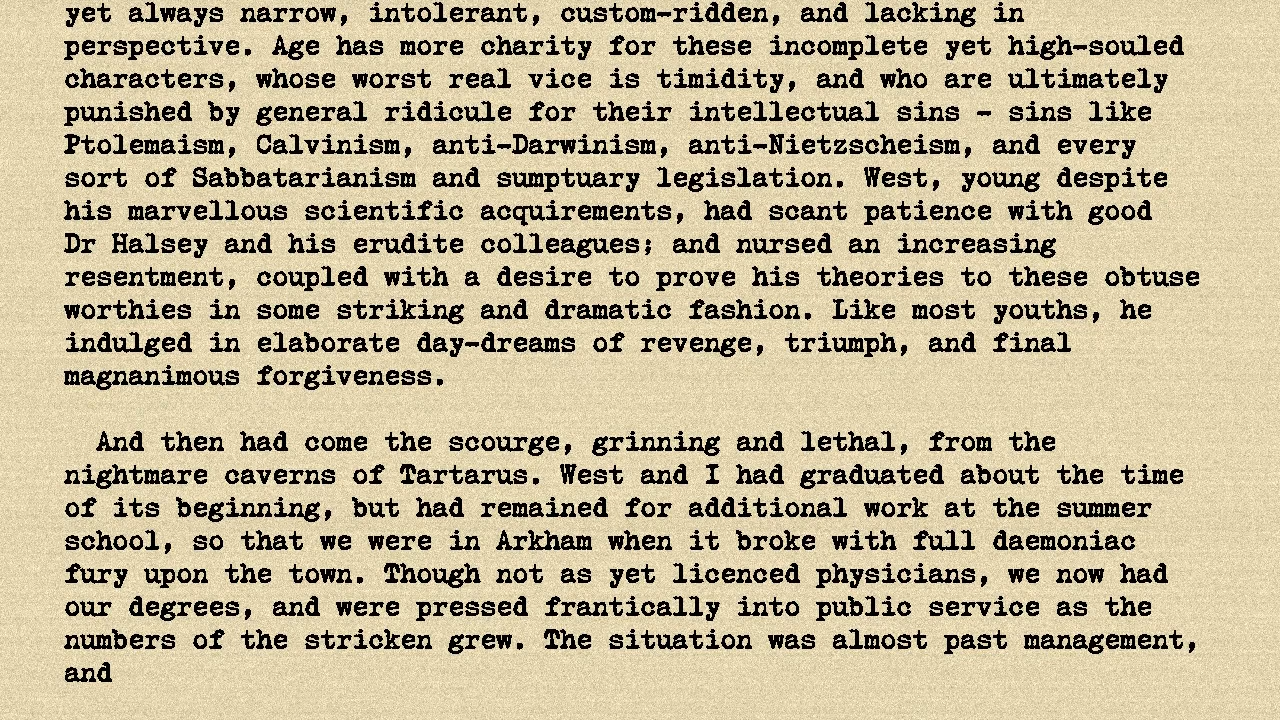 yet always narrow, intolerant, custom-ridden, and lacking in
perspective. Age has more charity for these incomplete yet high-souled
characters, whose worst real vice is timidity, and who are ultimately
punished by general ridicule for their intellectual sins – sins like
Ptolemaism, Calvinism, anti-Darwinism, anti-Nietzscheism, and every
sort of Sabbatarianism and sumptuary legislation. West, young despite
his marvellous scientific acquirements, had scant patience with good
Dr Halsey and his erudite colleagues; and nursed an increasing
resentment, coupled with a desire to prove his theories to these obtuse
worthies in some striking and dramatic fashion. Like most youths, he
indulged in elaborate day-dreams of revenge, triumph, and final
magnanimous forgiveness.

And then had come the scourge, grinning and lethal, from the
nightmare caverns of Tartarus. West and I had graduated about the time
of its beginning, but had remained for additional work at the summer
school, so that we were in Arkham when it broke with full daemoniac
fury upon the town. Though not as yet licenced physicians, we now had
our degrees, and were pressed frantically into public service as the
numbers of the stricken grew. The situation was almost past management,
and